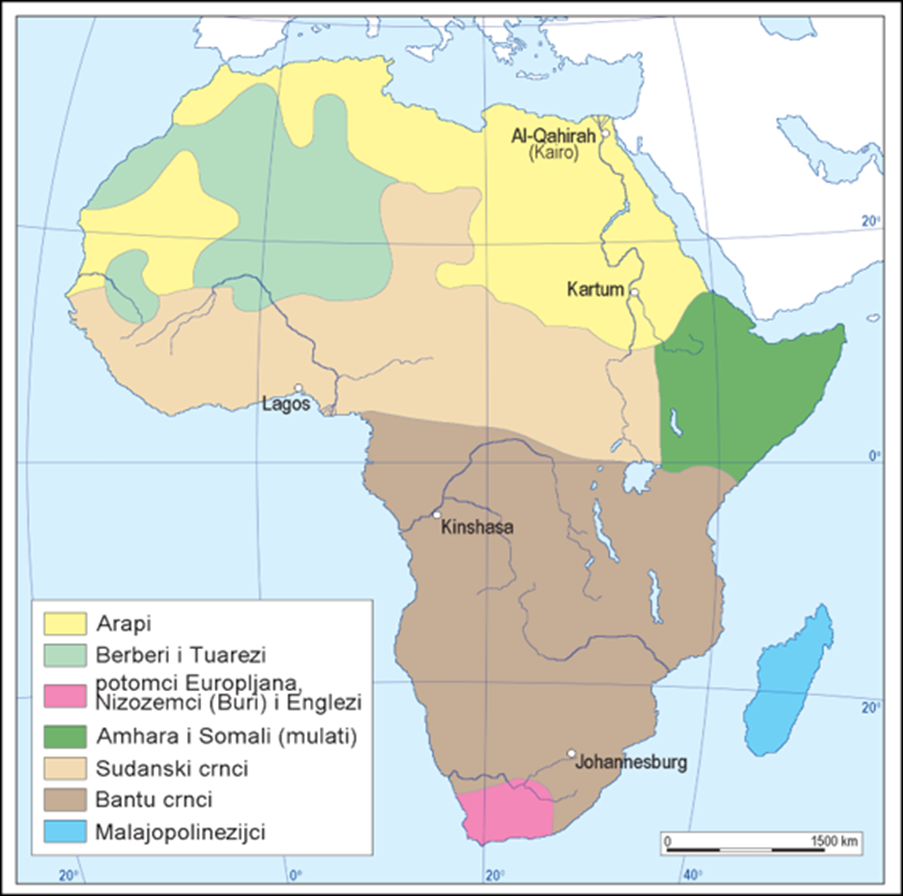 Al-Qahirah
(Kairo)
20°
Kartum
Lagos
0°
Kinshasa
Arapi
Berberi i Tuarezi
potomci Europljana,
Nizozemci (Buri) i Englezi
Amhara i Somali (mulati)
20°
Sudanski crnci
Johannesburg
Bantu crnci
Malajopolinezijci
0 1500 km
20° 0° 20° 40°